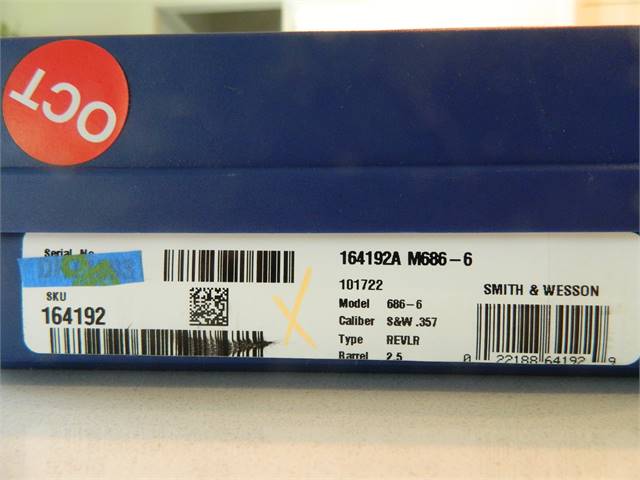 OCT
Serial No
SKU
164192
164192A M686-6
101722
Model 686-6
Caliber S&W .357
Type REVLR
Barrel 2.5
SMITH & WESSON
0 22188 64192 9